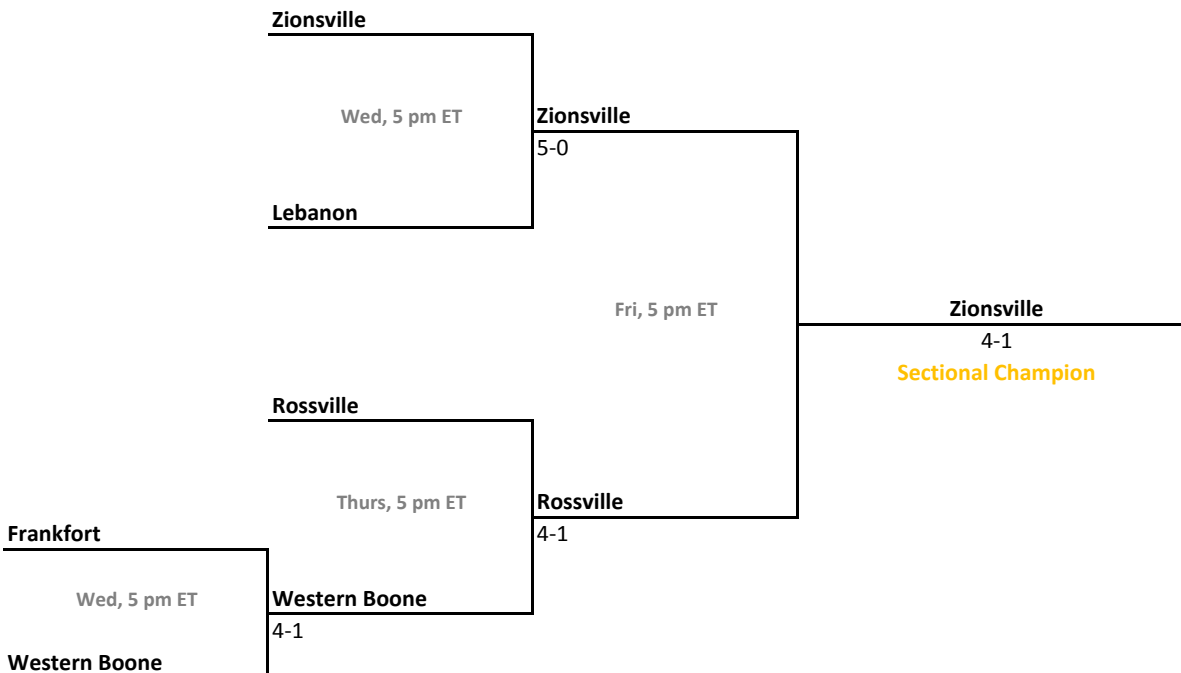 Zionsville
Wed, 5 pm ET
Zionsville
5-0
Lebanon
Fri, 5 pm ET
Zionsville
4-1
Sectional Champion
Rossville
Thurs, 5 pm ET
Rossville
4-1
Frankfort
Wed, 5 pm ET
Western Boone
4-1
Western Boone